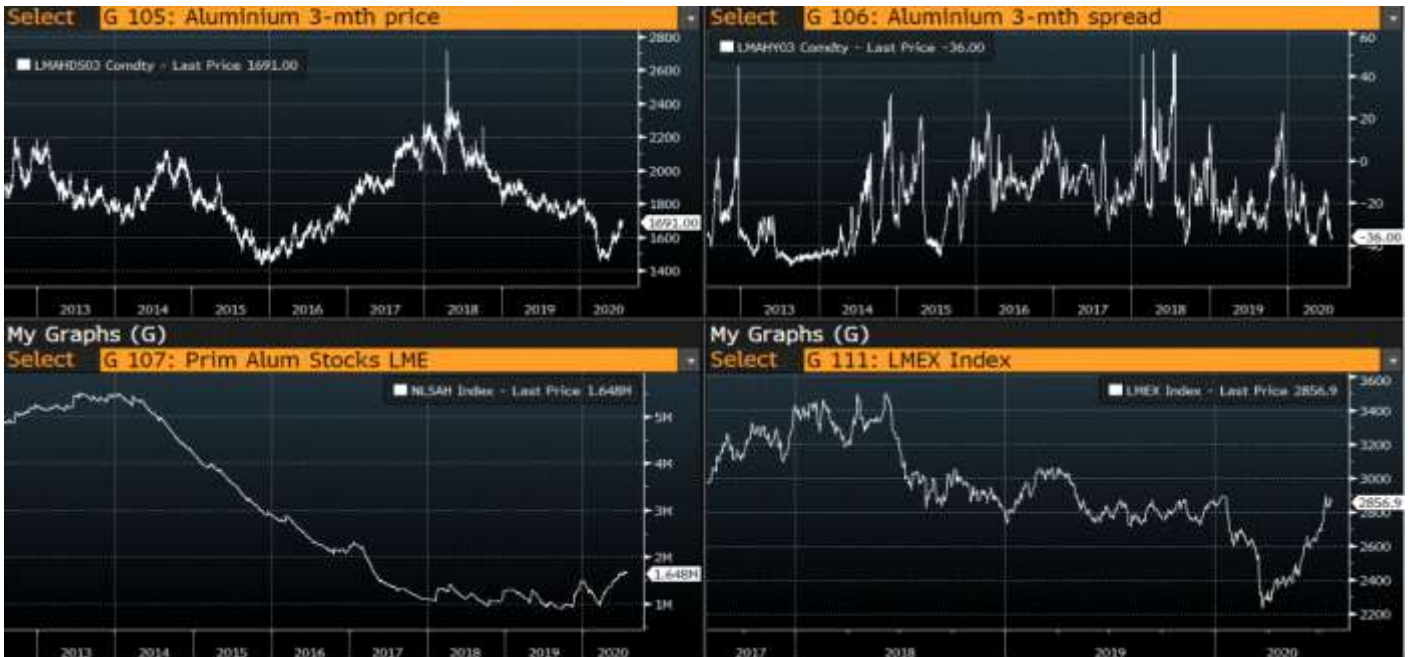 Select G 105: Aluminium 3-mth price
LMAHDS03 Comdty - Last Price 1691.00
2800
2600
2400
2200
2000
1800
1691.00
1600
1400
2013 2014 2015 2016 2017 2018 2019 2020
Select G 106: Aluminium 3-mth spread
LMAHY03 Comdty - Last Price -36.00
60
40
20
0
-20
-36.00
2013 2014 2015 2016 2017 2018 2019 2020
My Graphs (G)
Select G 107: Prim Alum Stocks LME
NLSAH Index - Last Price 1.648M
5M
4M
3M
2M
1.648M
1M
2013 2014 2015 2016 2017 2018 2019 2020
My Graphs (G)
Select G 111: LMEX Index
LMEX Index - Last Price 2856.9
3600
3400
3200
3000
2856.9
2800
2600
2400
2200
2017 2018 2019 2020